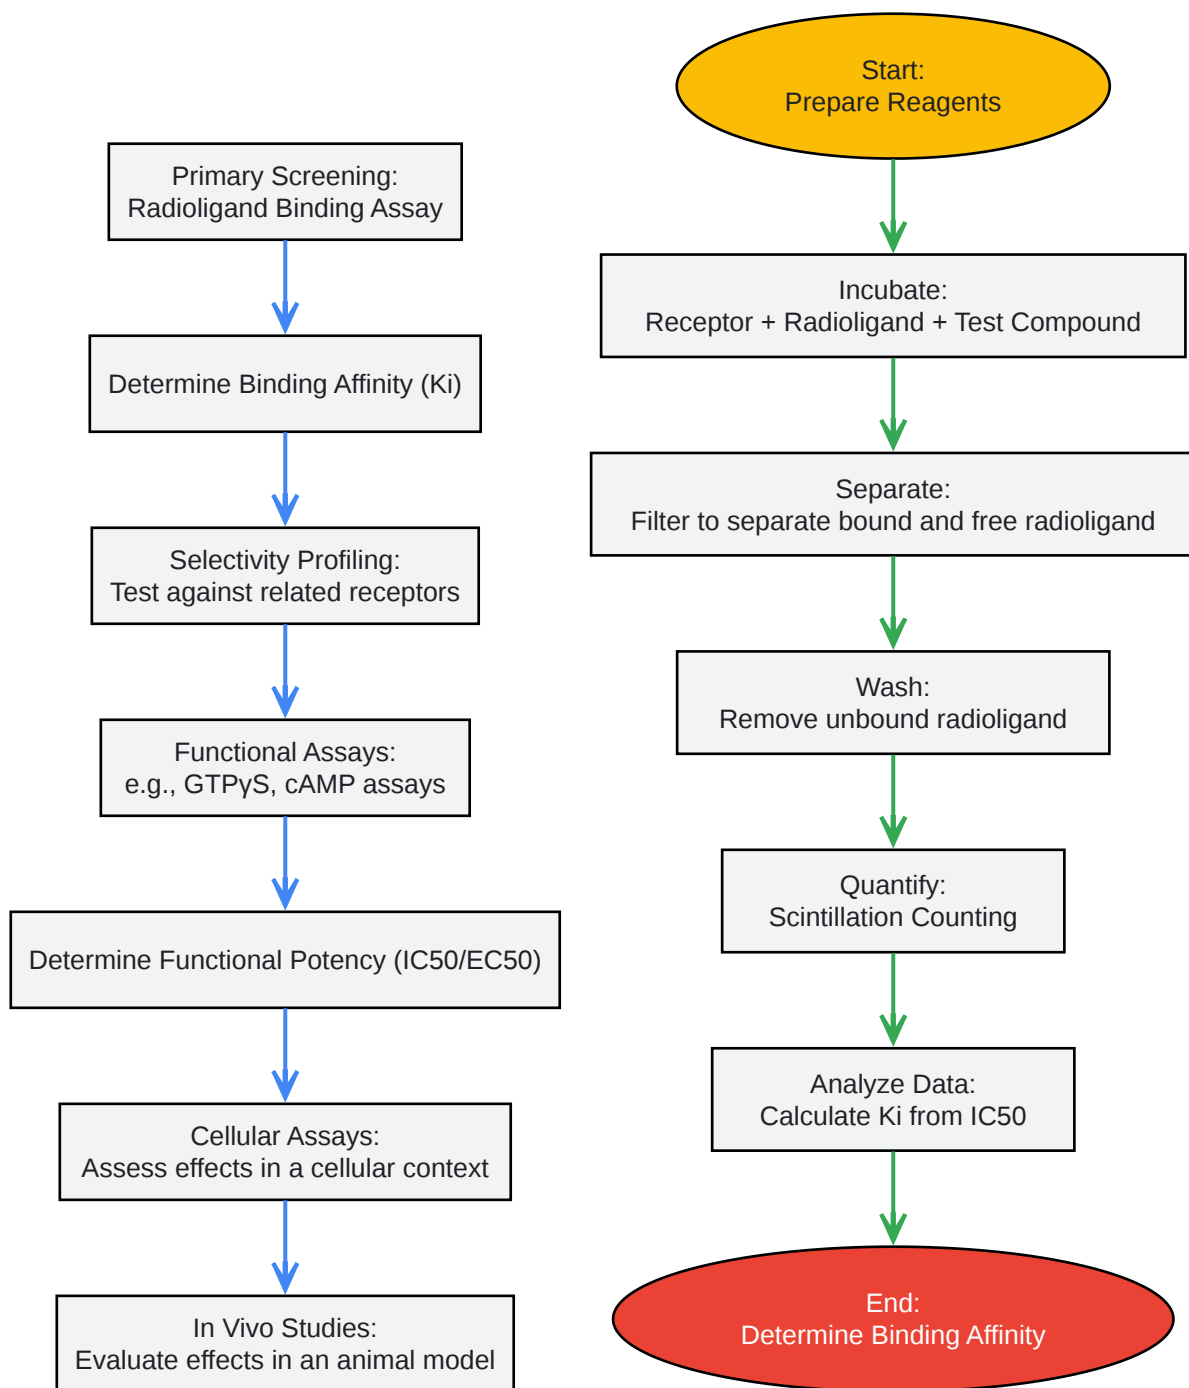 Primary Screening:
Radioligand Binding Assay
Determine Binding Affinity (Ki)
Selectivity Profiling:
Test against related receptors
Functional Assays:
e.g., GTPγS, cAMP assays
Determine Functional Potency (IC50/EC50)
Cellular Assays:
Assess effects in a cellular context
In Vivo Studies:
Evaluate effects in an animal model
Start:
Prepare Reagents
Incubate:
Receptor + Radioligand + Test Compound
Separate:
Filter to separate bound and free radioligand
Wash:
Remove unbound radioligand
Quantify:
Scintillation Counting
Analyze Data:
Calculate Ki from IC50
End:
Determine Binding Affinity